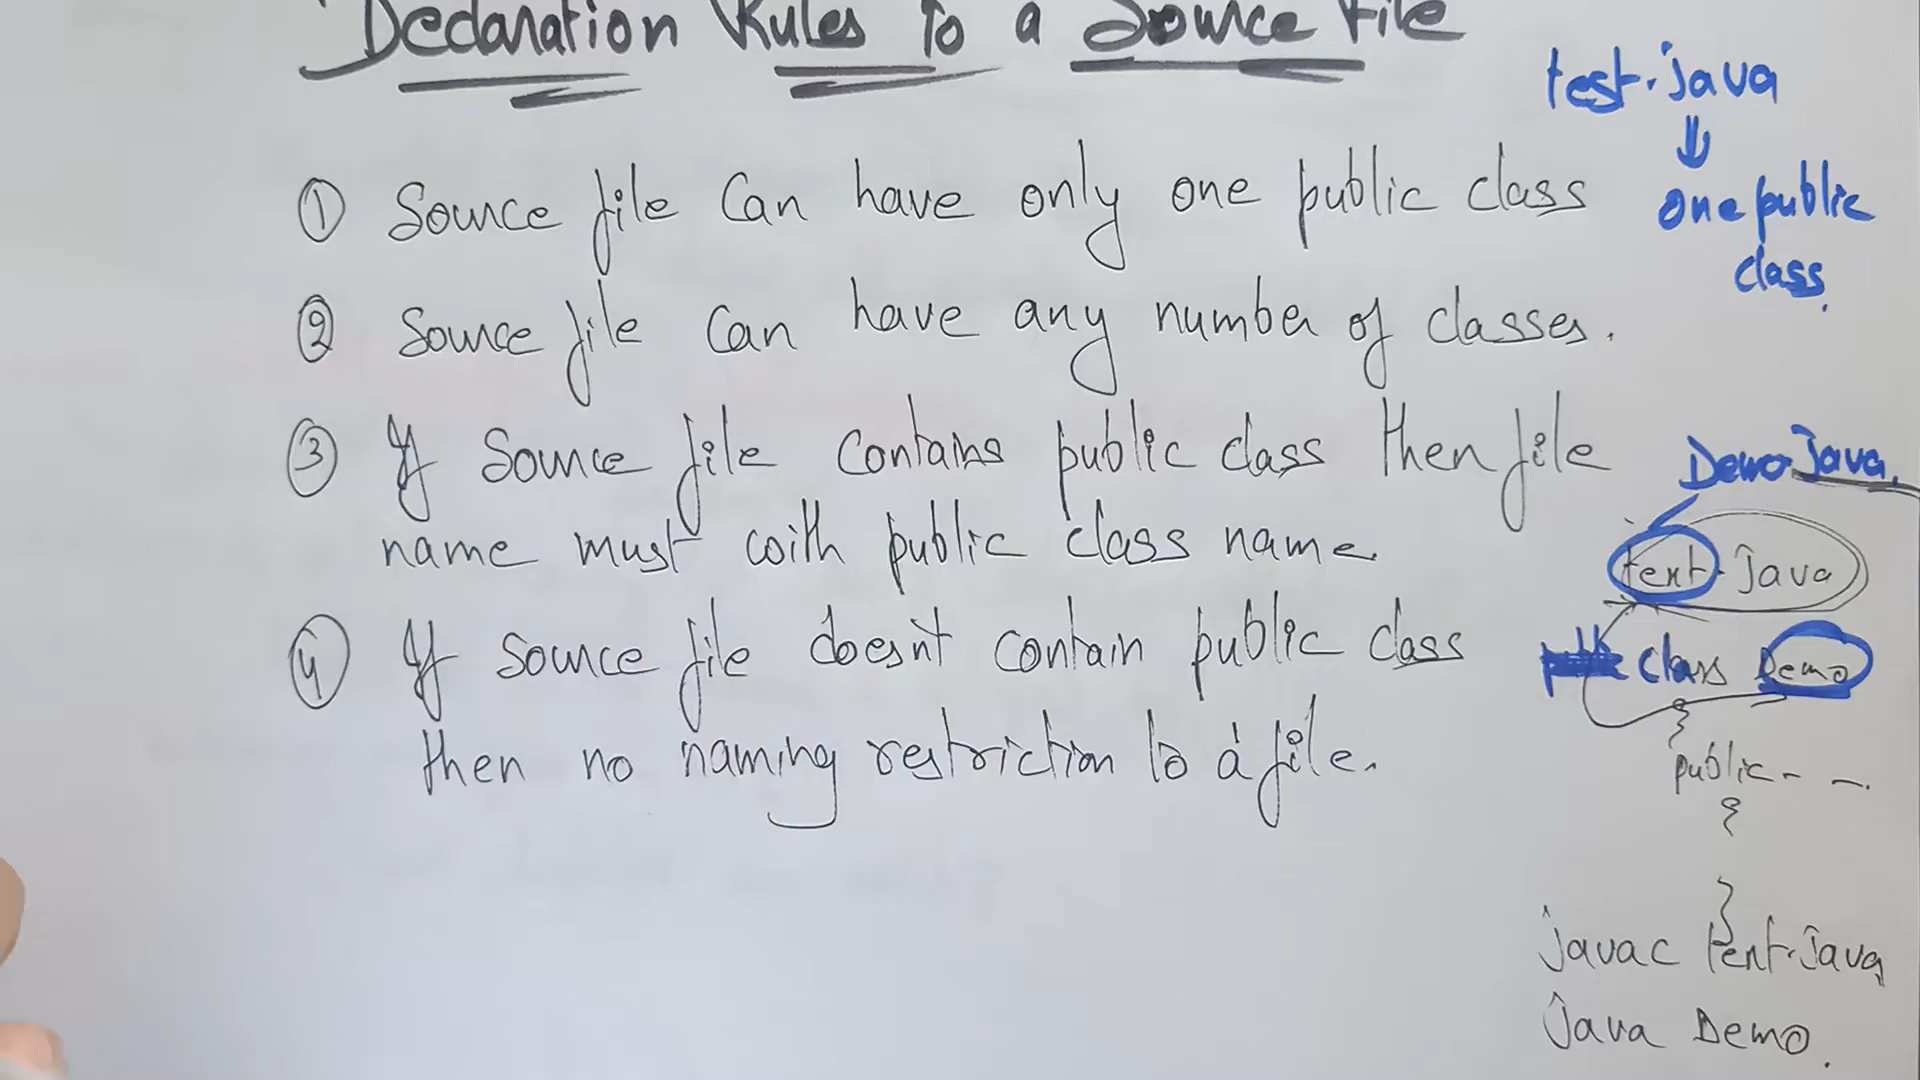 Declaration Rules to a Source File
① Source file can have only one public class
② Source file can have any number of classes.
③ If Source file contains public class then file
name must with public class name.
④ If source file doesn't contain public class
then no naming restriction to a file.
test.java
⇓
one public
class.
Demo.Java.
text.java
class Demo
{
public - -.
{
}
javac text.java
Java Demo.